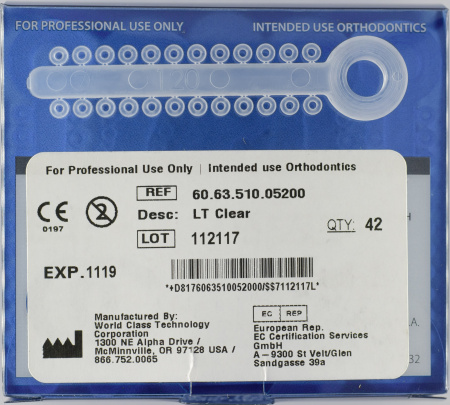 FOR PROFESSIONAL USE ONLY
INTENDED USE ORTHODONTICS
For Professional Use Only | Intended use Orthodontics
REF 60.63.510.05200
CE 0197
2
Desc: LT Clear
LOT 112117
QTY: 42
EXP.1119
*+D8176063510052000/$$7112117L*
Manufactured By:
World Class Technology
Corporation
1300 NE Alpha Drive /
McMinnville, OR 97128 USA /
866.752.0065
EC REP
European Rep.
EC Certification Services
GmbH
A – 9300 St Veit/Glen
Sandgasse 39a
H
.A.
32